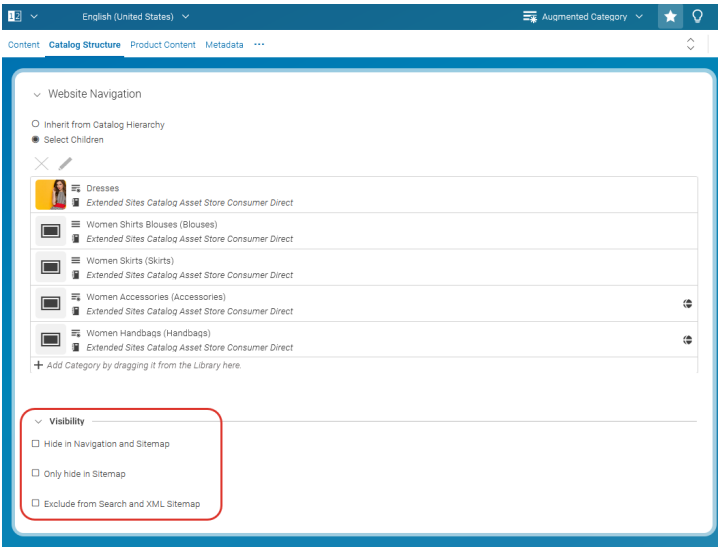 English (United States)
Augmented Category
Content Catalog Structure Product Content Metadata ...
Website Navigation
Inherit from Catalog Hierarchy
Select Children
Dresses
Extended Sites Catalog Asset Store Consumer Direct
Women Shirts Blouses (Blouses)
Extended Sites Catalog Asset Store Consumer Direct
Women Skirts (Skirts)
Extended Sites Catalog Asset Store Consumer Direct
Women Accessories (Accessories)
Extended Sites Catalog Asset Store Consumer Direct
Women Handbags (Handbags)
Extended Sites Catalog Asset Store Consumer Direct
Add Category by dragging it from the Library here.
Visibility
Hide in Navigation and Sitemap
Only hide in Sitemap
Exclude from Search and XML Sitemap